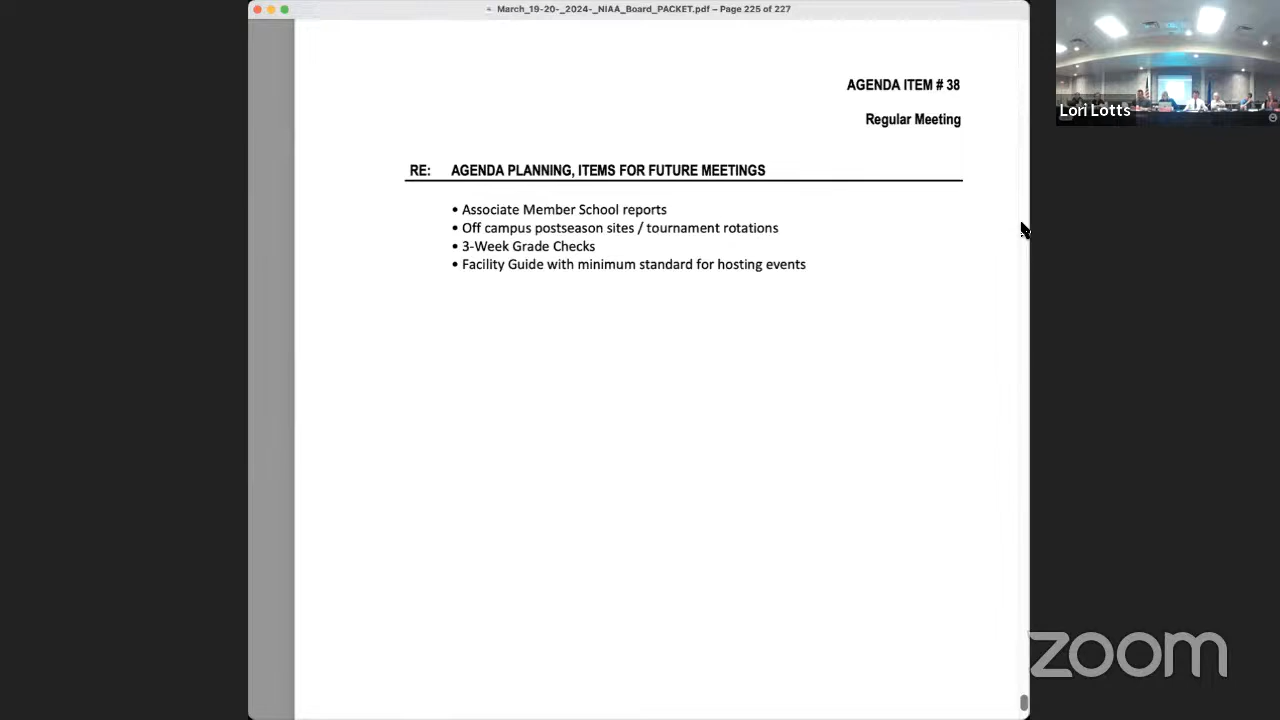 March_19-20-_2024-_NIAA_Board_PACKET.pdf – Page 225 of 227
Lori Lotts
AGENDA ITEM # 38
Regular Meeting
RE: AGENDA PLANNING, ITEMS FOR FUTURE MEETINGS
• Associate Member School reports
• Off campus postseason sites / tournament rotations
• 3-Week Grade Checks
• Facility Guide with minimum standard for hosting events
zoom